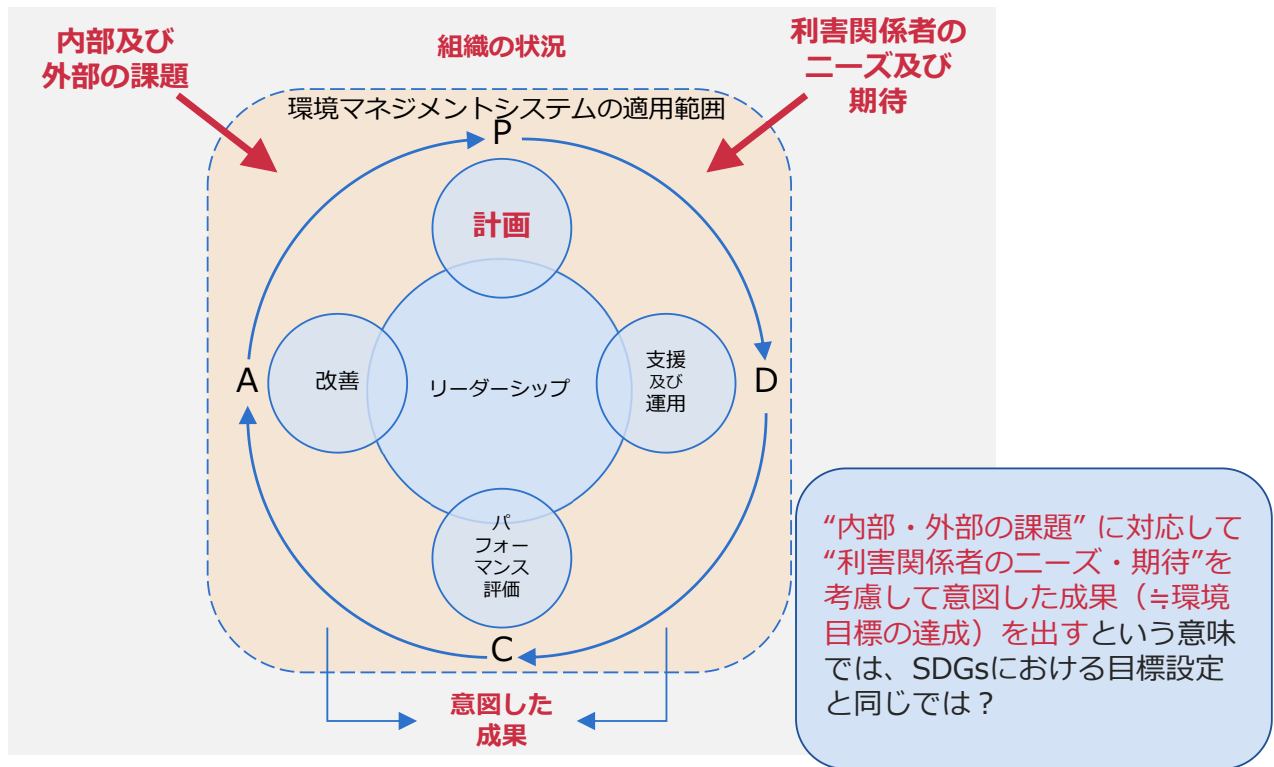 内部及び
外部の課題
組織の状況
利害関係者の
ニーズ及び
期待
環境マネジメントシステムの適用範囲
P
計画
A
改善
リーダーシップ
支援
及び
運用
D
パ
フォー
マンス
評価
C
意図した
成果
“内部・外部の課題” に対応して
“利害関係者のニーズ・期待”を
考慮して意図した成果（≒環境
目標の達成）を出すという意味
では、SDGsにおける目標設定
と同じでは？